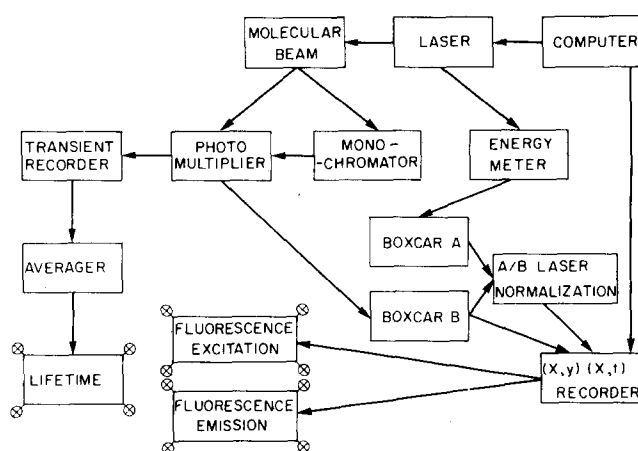 MOLECULAR
BEAM
LASER
COMPUTER
TRANSIENT
RECORDER
PHOTO
MULTIPLIER
MONO-
-CHROMATOR
ENERGY
METER
AVERAGER
BOXCAR A
A/B LASER
NORMALIZATION
BOXCAR B
FLUORESCENCE
EXCITATION
LIFETIME
(X,y) (X,t)
RECORDER
FLUORESCENCE
EMISSION